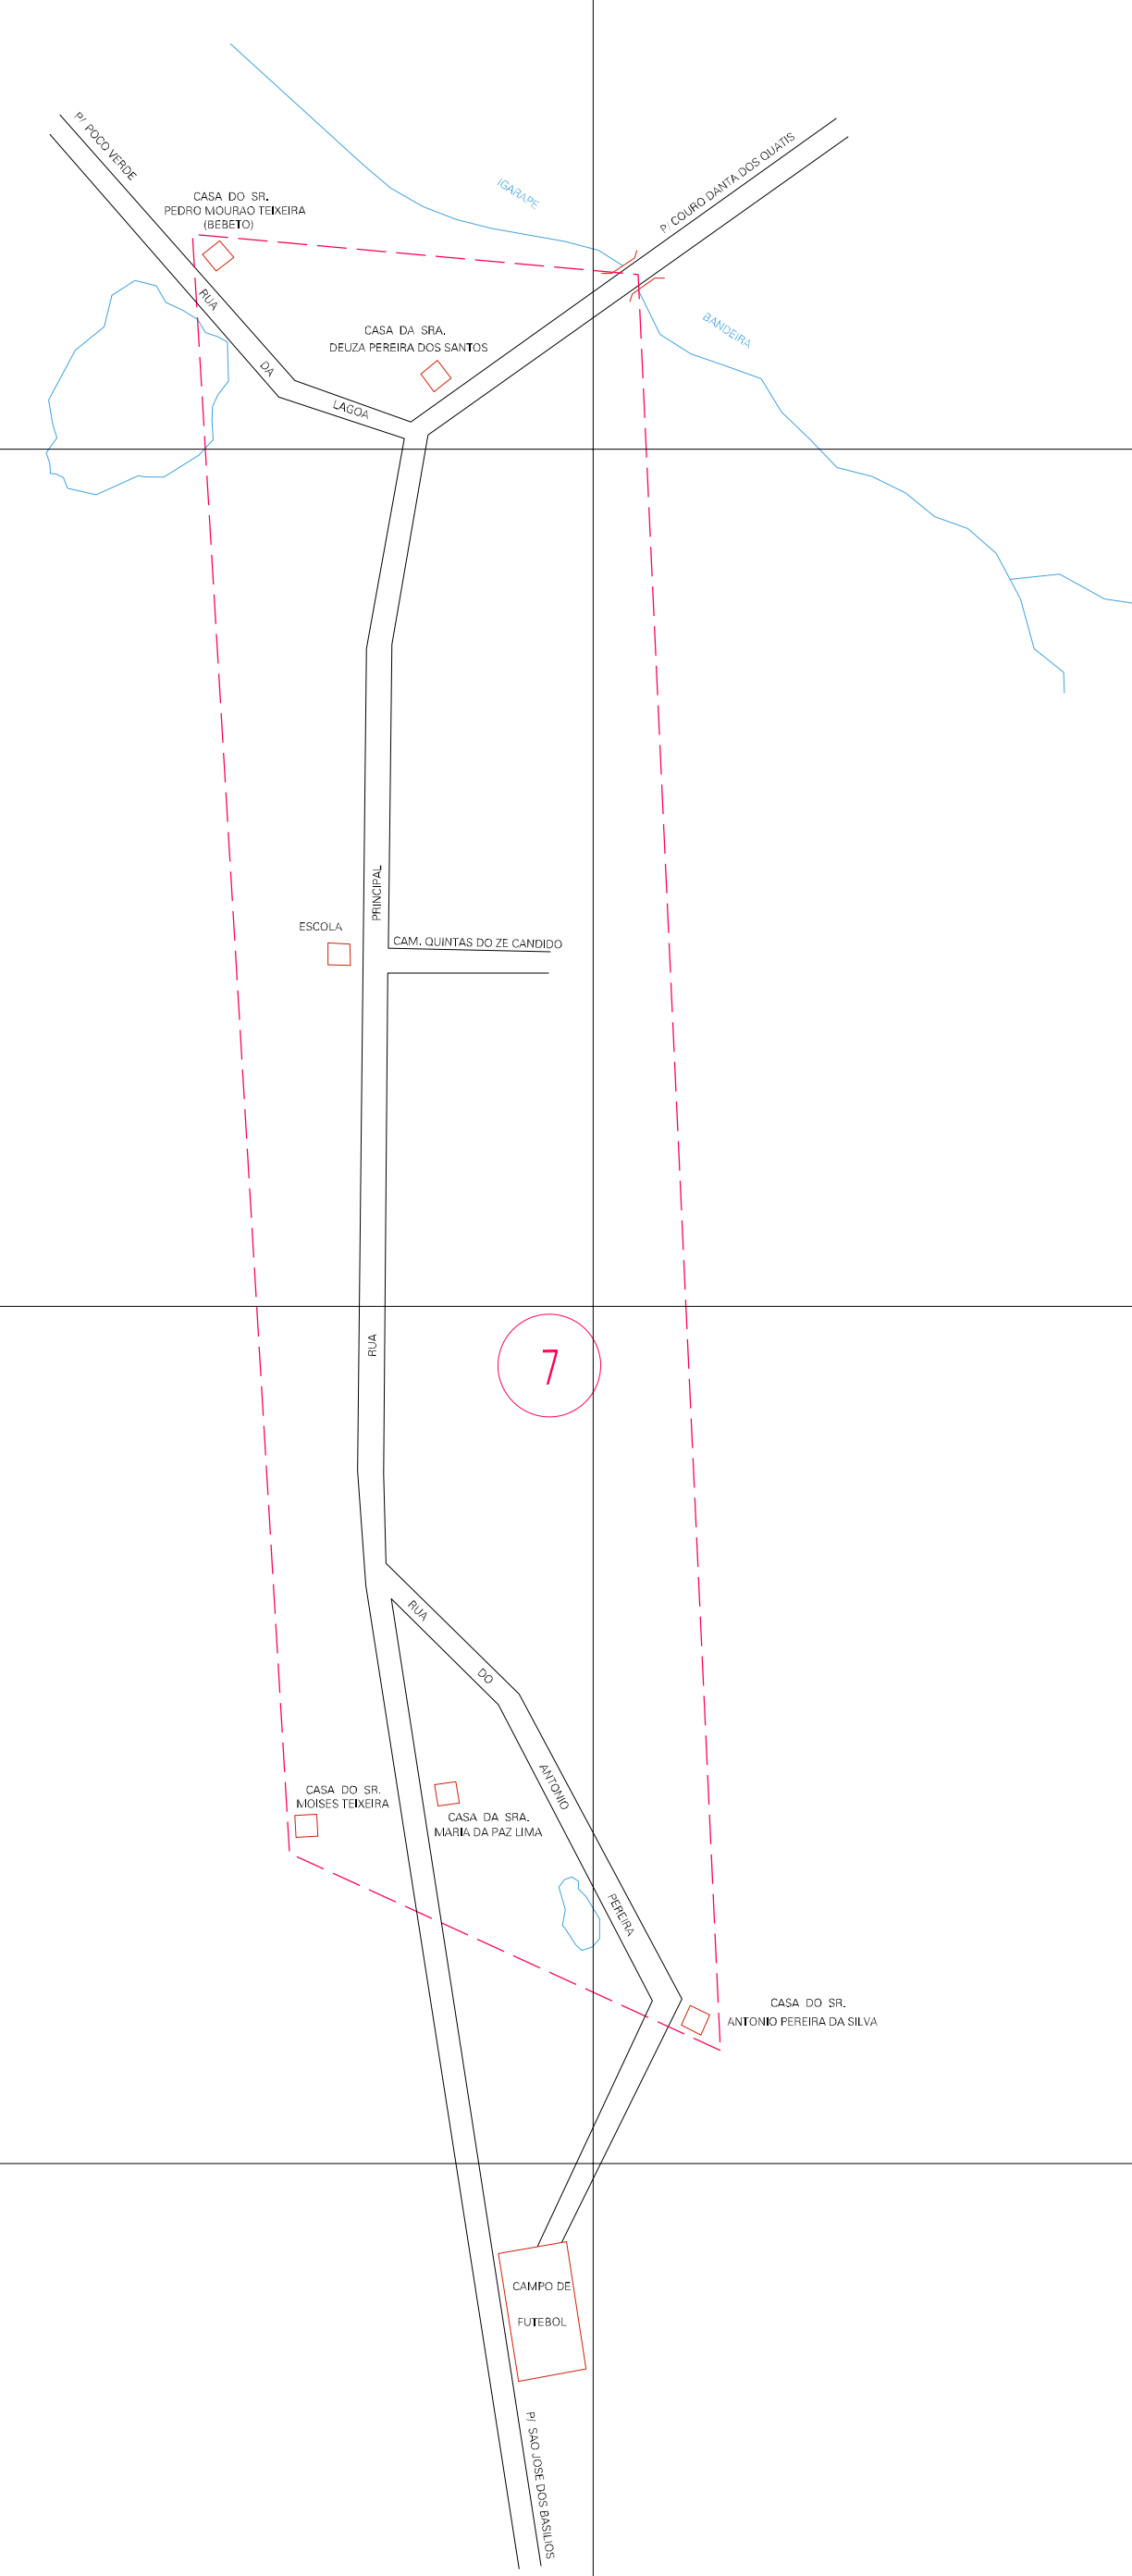 P/ POCO VERDE
P/ COURO DANTA DOS QUATIS
IGARAPE
CASA DO SR.
PEDRO MOURAO TEIXEIRA
(BEBETO)
RUA
DA
LAGOA
BANDEIRA
CASA DA SRA.
DEUZA PEREIRA DOS SANTOS
PRINCIPAL
ESCOLA
CAM. QUINTAS DO ZE CANDIDO
RUA
7
RUA
DO
ANTONIO
PEREIRA
CASA DO SR.
MOISES TEIXEIRA
CASA DA SRA.
MARIA DA PAZ LIMA
CASA DO SR.
ANTONIO PEREIRA DA SILVA
CAMPO DE
FUTEBOL
P/ SAO JOSE DOS BASILIOS